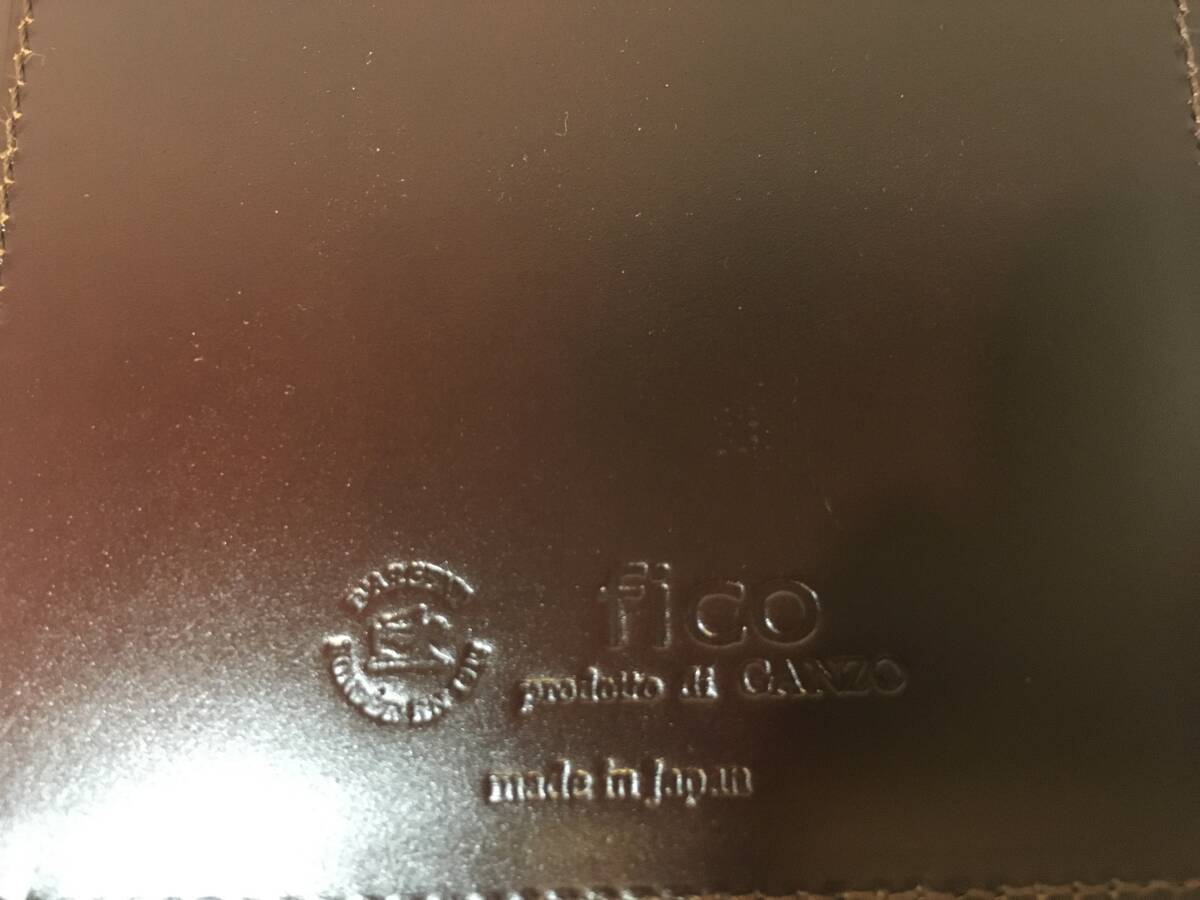 fico
prodotto di GANZO
made in Japan